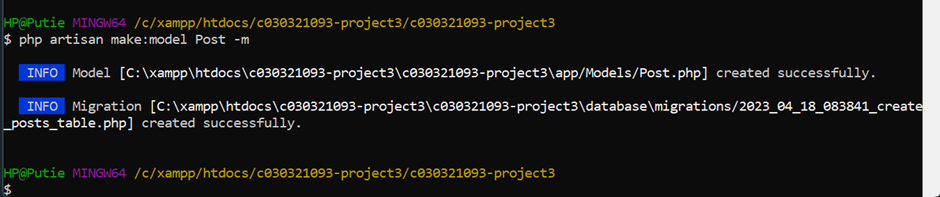 HP@Putie MINGW64 /c/xampp/htdocs/c030321093-project3/c030321093-project3
$ php artisan make:model Post -m
INFO Model [C:\xampp\htdocs\c030321093-project3\c030321093-project3\app/Models/Post.php] created successfully.
INFO Migration [C:\xampp\htdocs\c030321093-project3\c030321093-project3\database\migrations/2023_04_18_083841_create
_posts_table.php] created successfully.
HP@Putie MINGW64 /c/xampp/htdocs/c030321093-project3/c030321093-project3
$